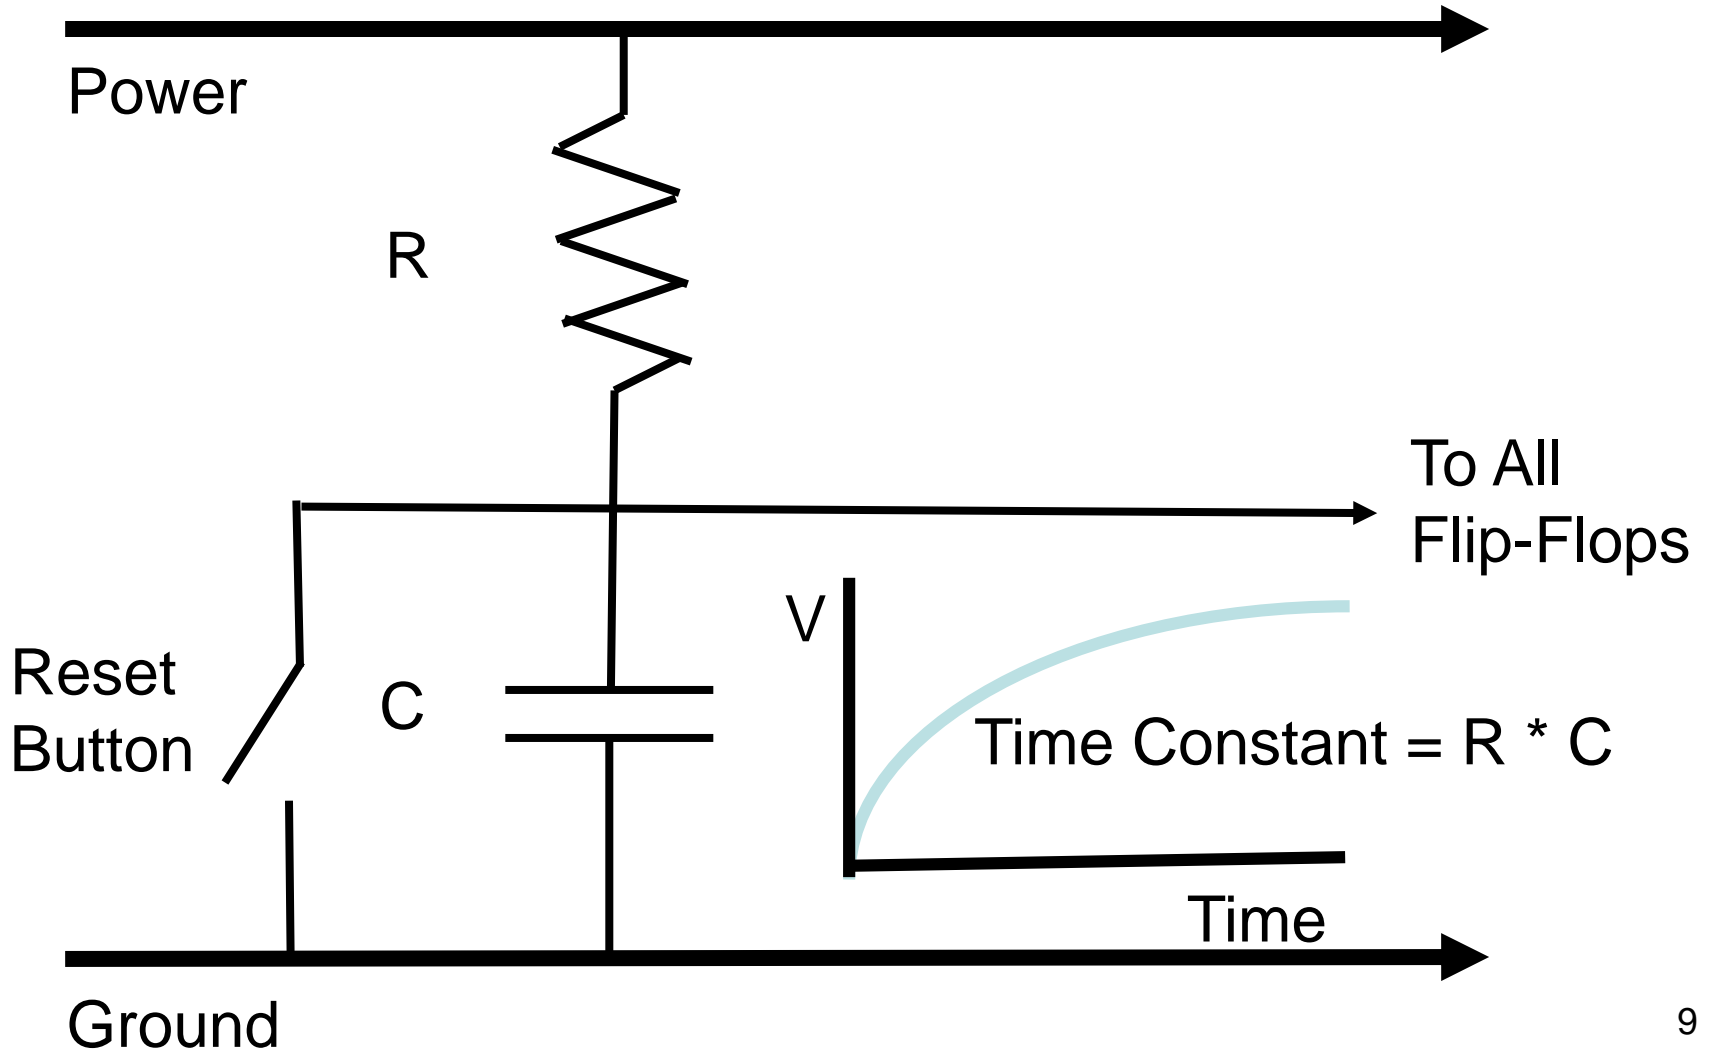 Power
R
To All
Flip-Flops
V
Reset
Button
C
Time Constant = R * C
Time
Ground
9